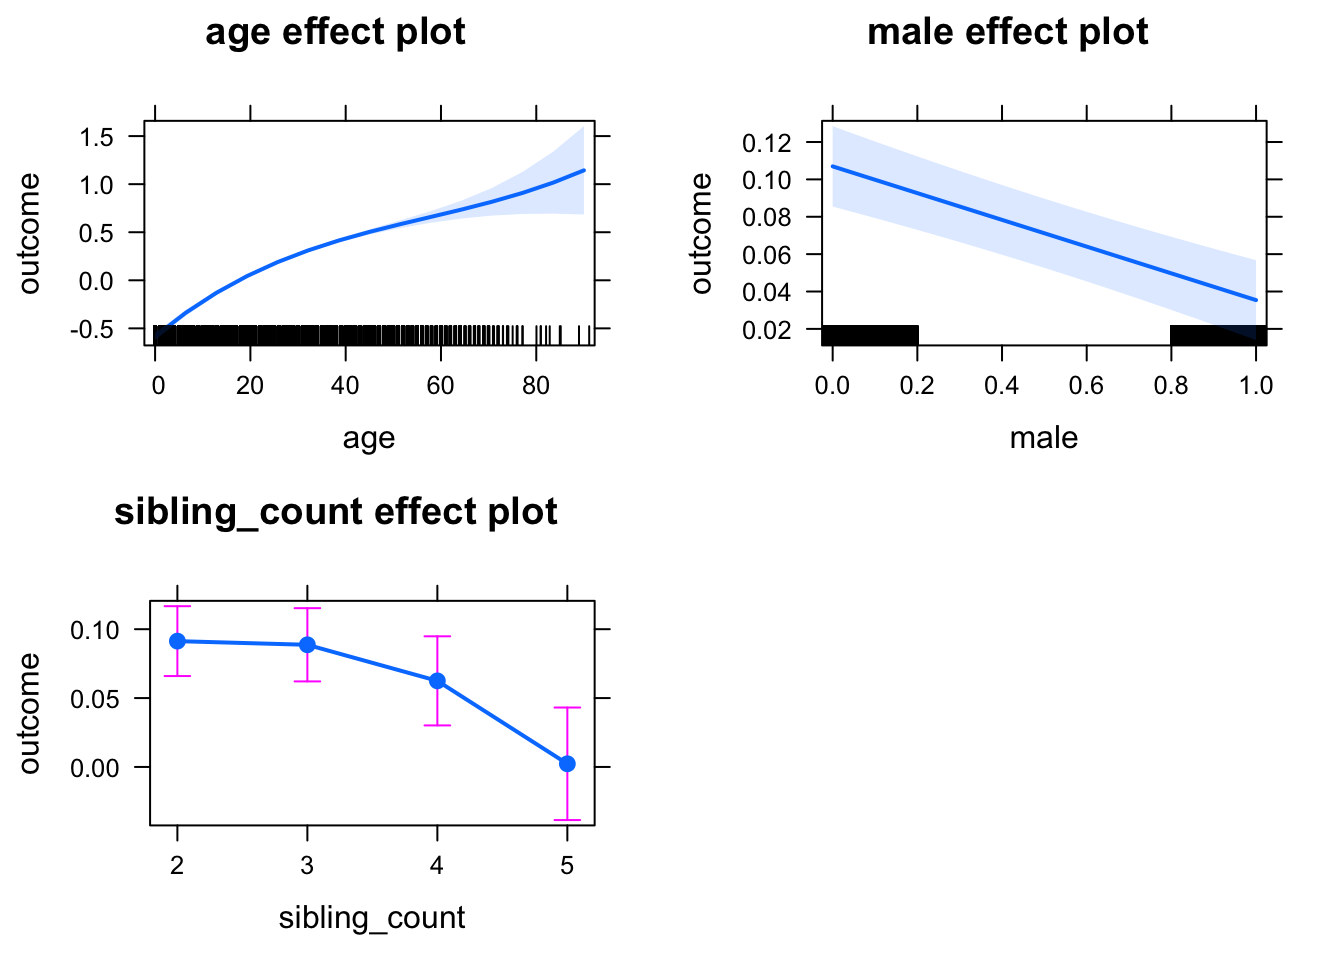 age effect plot
outcome
1.5
1.0
0.5
0.0
-0.5
0 20 40 60 80
age
male effect plot
outcome
0.12
0.10
0.08
0.06
0.04
0.02
0.0 0.2 0.4 0.6 0.8 1.0
male
sibling_count effect plot
outcome
0.10
0.05
0.00
2 3 4 5
sibling_count